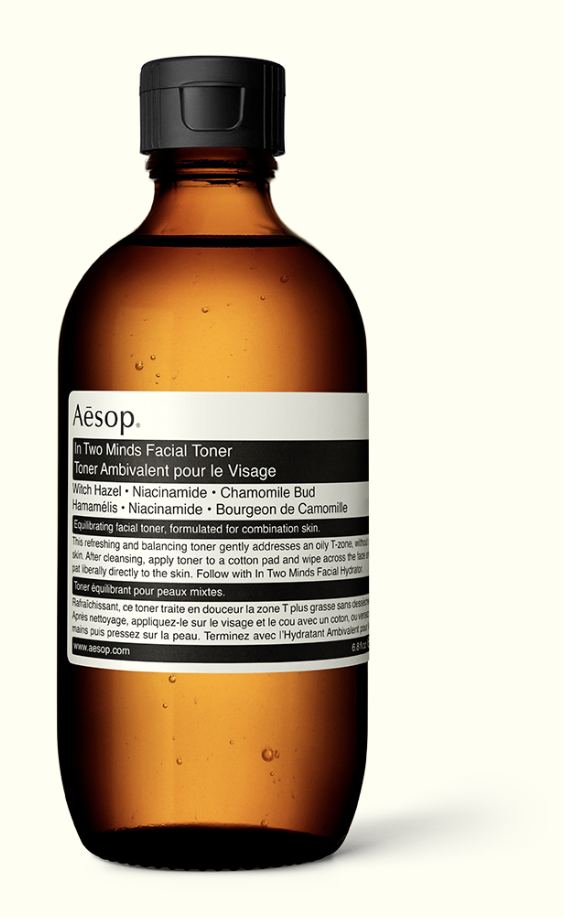 Aēsop®
In Two Minds Facial Toner
Toner Ambivalent pour le Visage
Witch Hazel • Niacinamide • Chamomile Bud
Hamamélis • Niacinamide • Bourgeon de Camomille
Equilibrating facial toner, formulated for combination skin.
This refreshing and balancing toner gently addresses an oily T-zone,
skin. After cleansing, apply toner to a cotton pad and wipe across the face
pat liberally directly to the skin. Follow with In Two Minds Facial Hydrator.
Toner équilibrant pour peaux mixtes.
Rafraîchissant, ce toner traite en douceur la zone T plus grasse sans
Après nettoyage, appliquez-le sur le visage et le cou avec un coton, ou
mains puis pressez sur la peau. Terminez avec l'Hydratant Ambivalent
www.aesop.com 6.8 fl oz